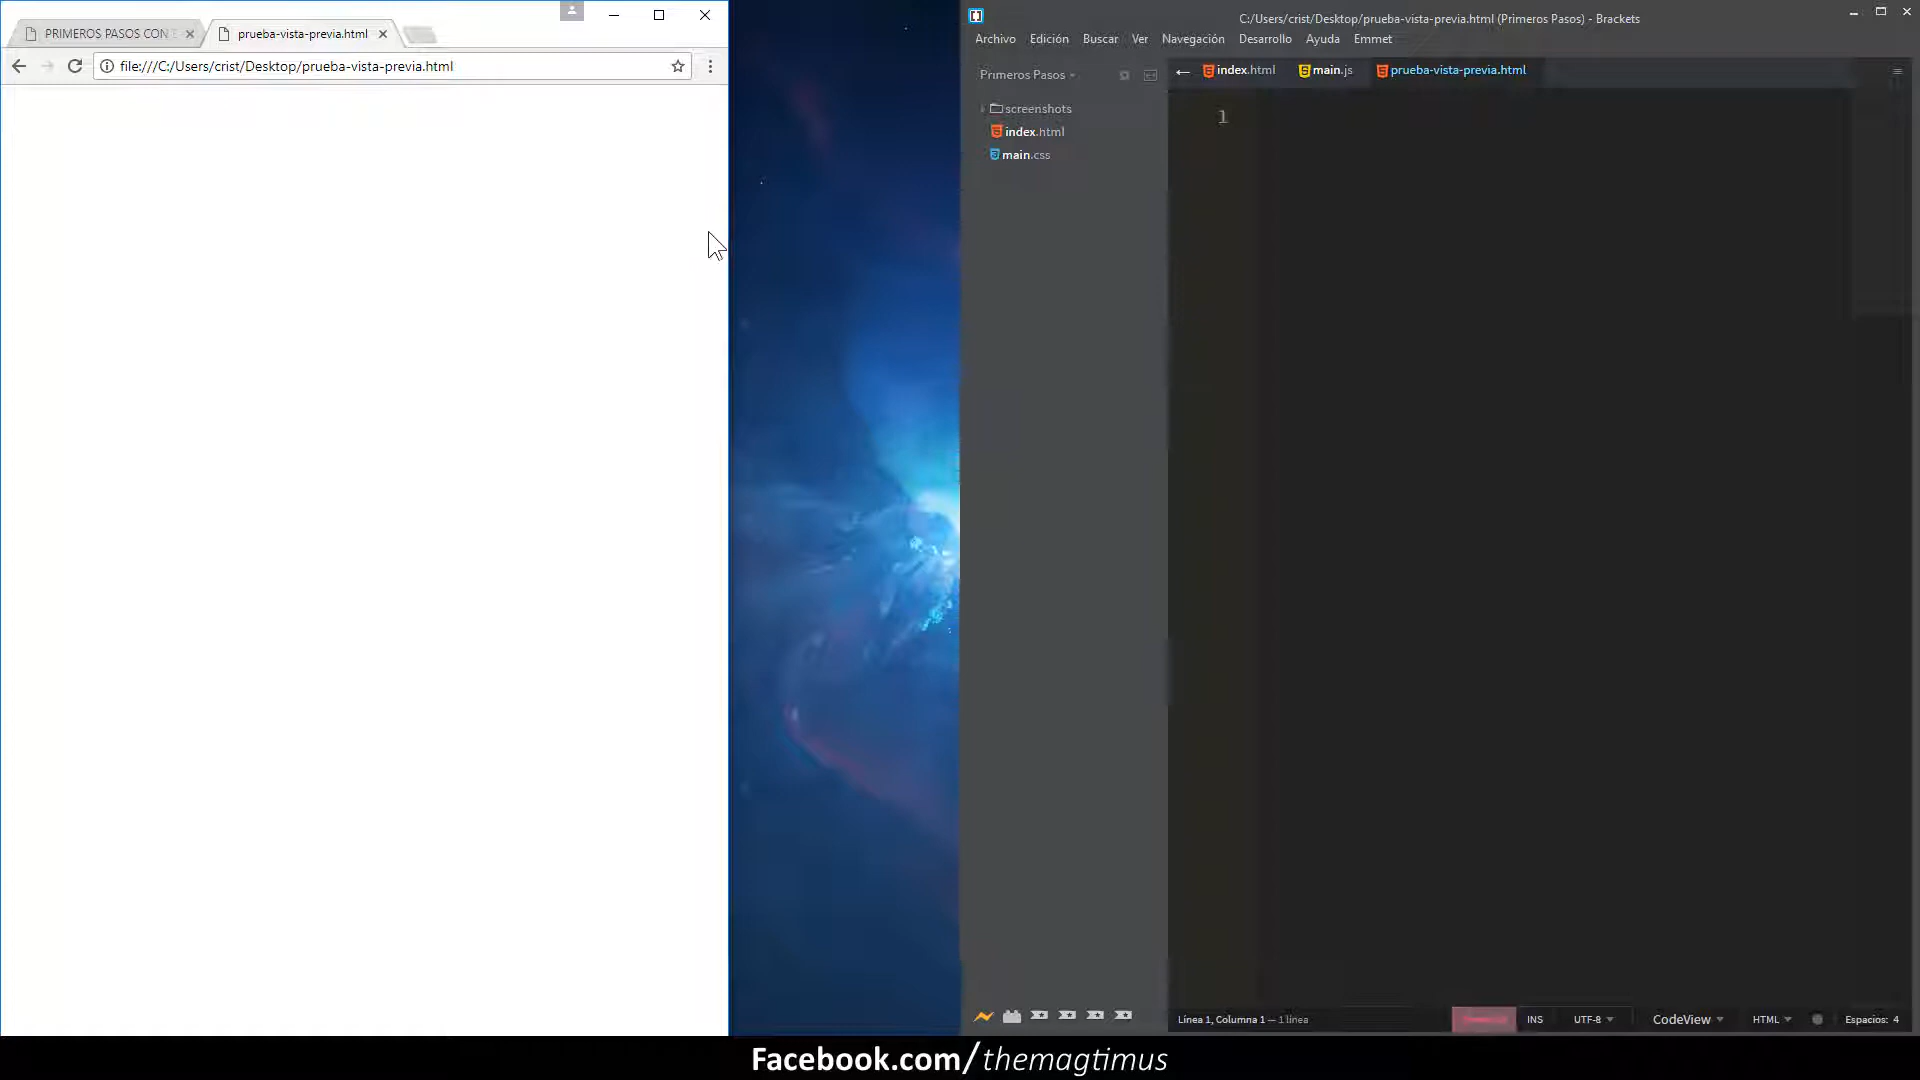 PRIMEROS PASOS CON
prueba-vista-previa.html
file:///C:/Users/crist/Desktop/prueba-vista-previa.html
C:/Users/crist/Desktop/prueba-vista-previa.html (Primeros Pasos) - Brackets
Archivo Edición Buscar Ver Navegación Desarrollo Ayuda Emmet
Primeros Pasos
index.html main.js prueba-vista-previa.html
screenshots
index.html
main.css
1
Línea 1, Columna 1 — 1 línea
INS UTF-8 CodeView HTML Espacios: 4
Facebook.com/themagtimus